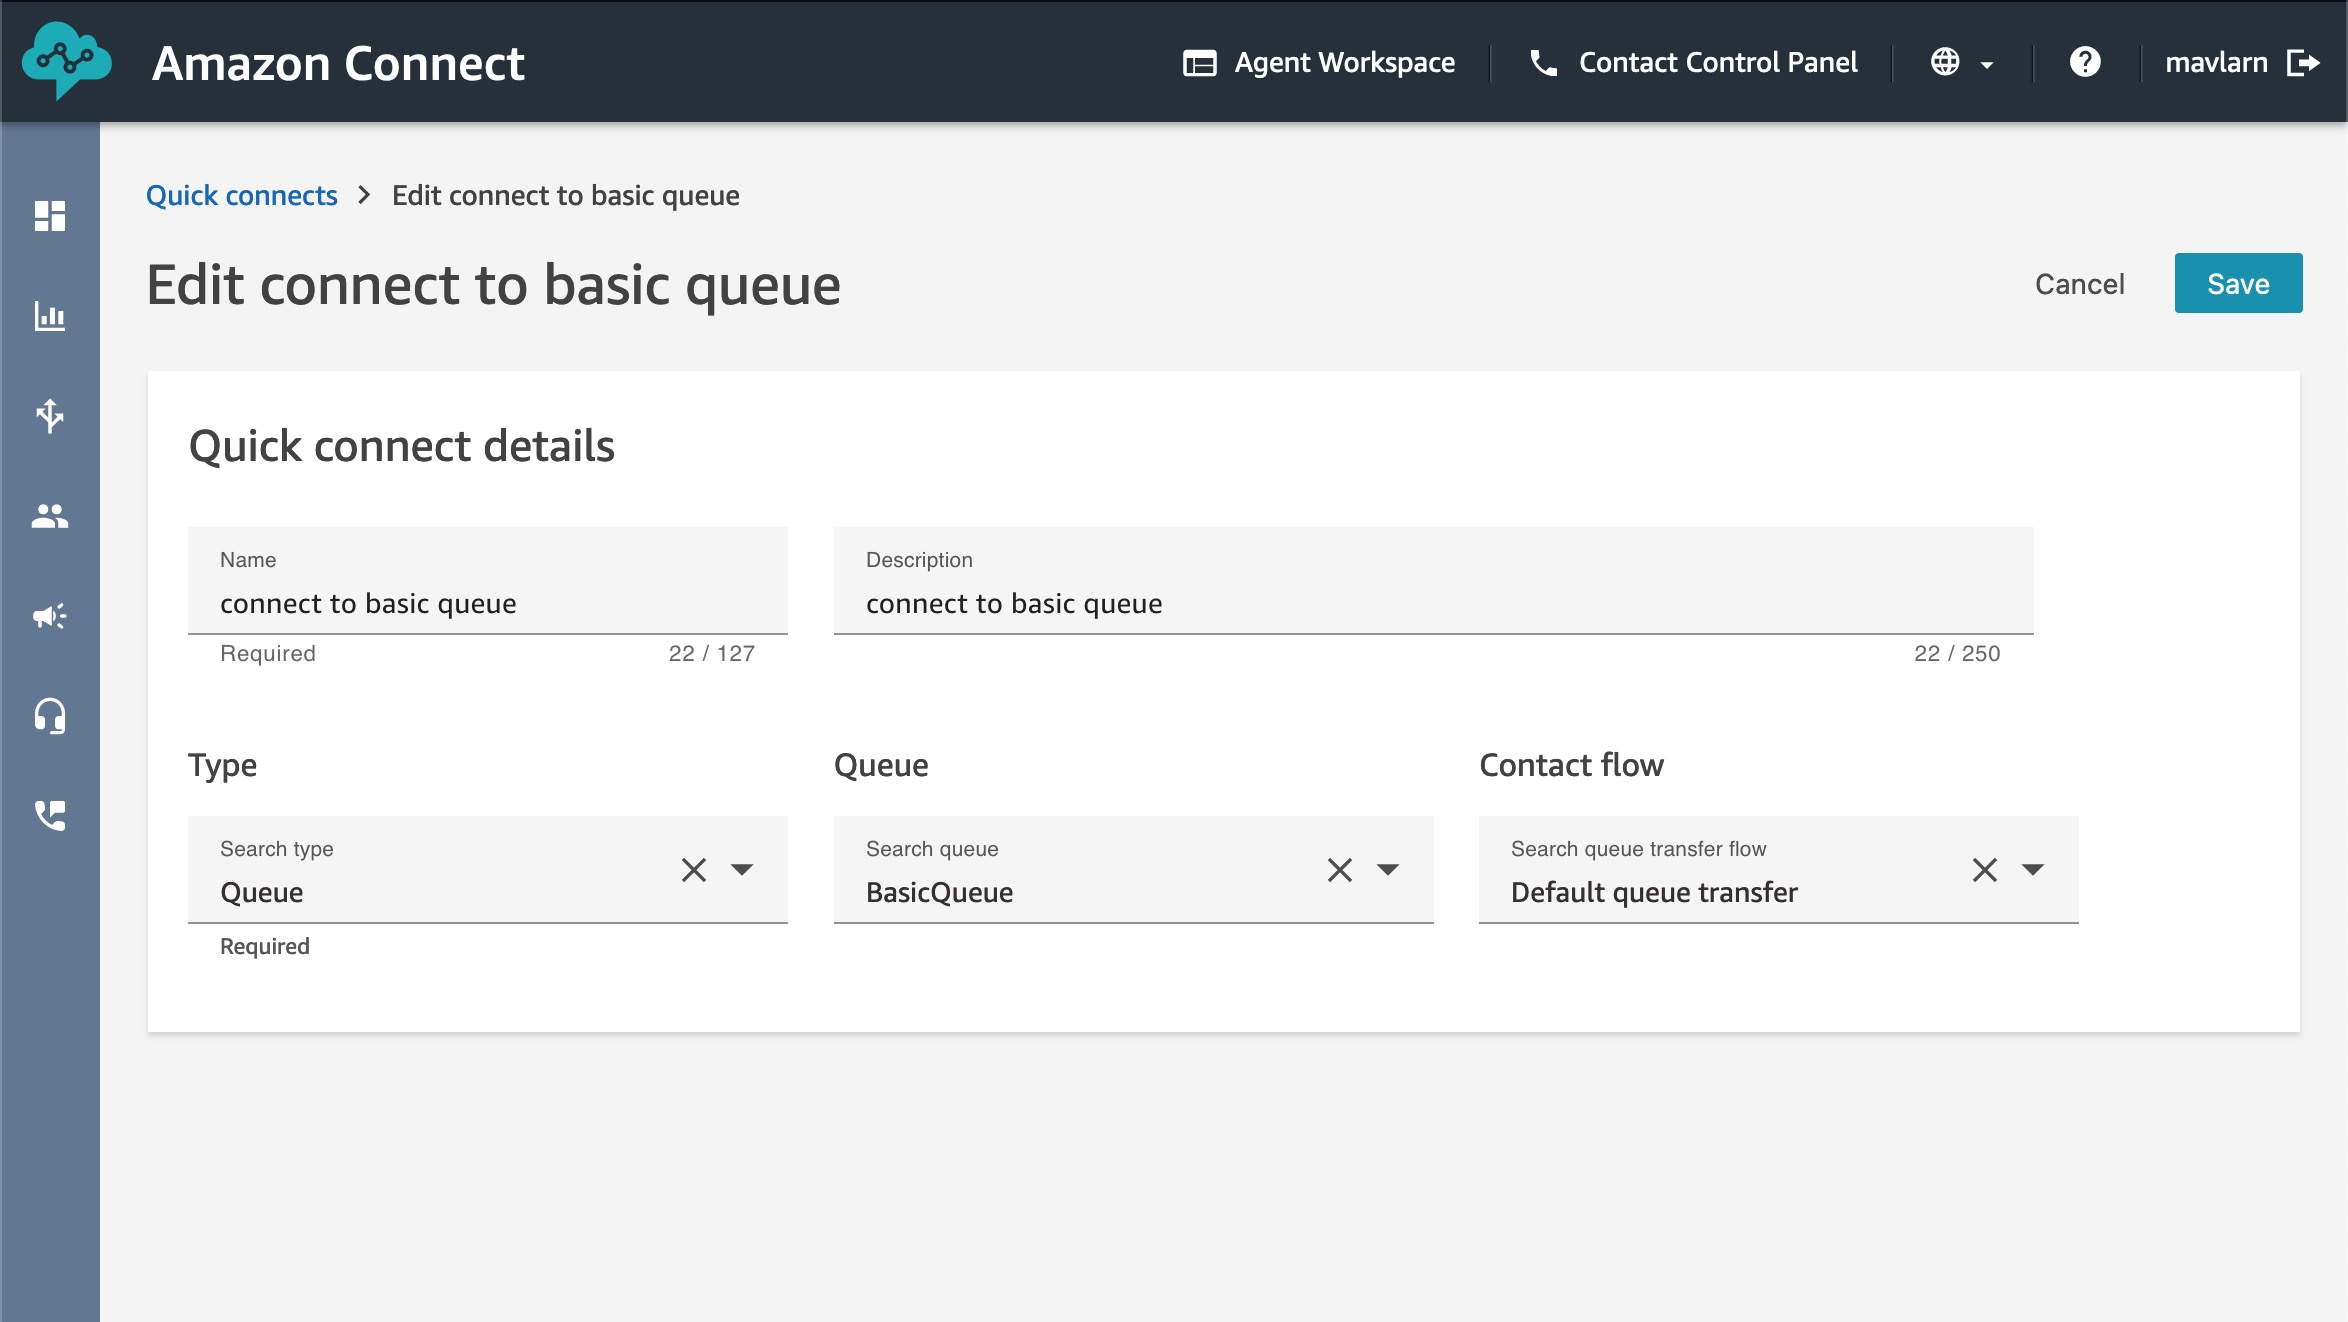 Amazon Connect
Agent Workspace
Contact Control Panel
mavlarn
Quick connects > Edit connect to basic queue
Edit connect to basic queue
Cancel
Save
Quick connect details
Name
connect to basic queue
Required
22 / 127
Description
connect to basic queue
22 / 250
Type
Search type
Queue
Required
Queue
Search queue
BasicQueue
Contact flow
Search queue transfer flow
Default queue transfer